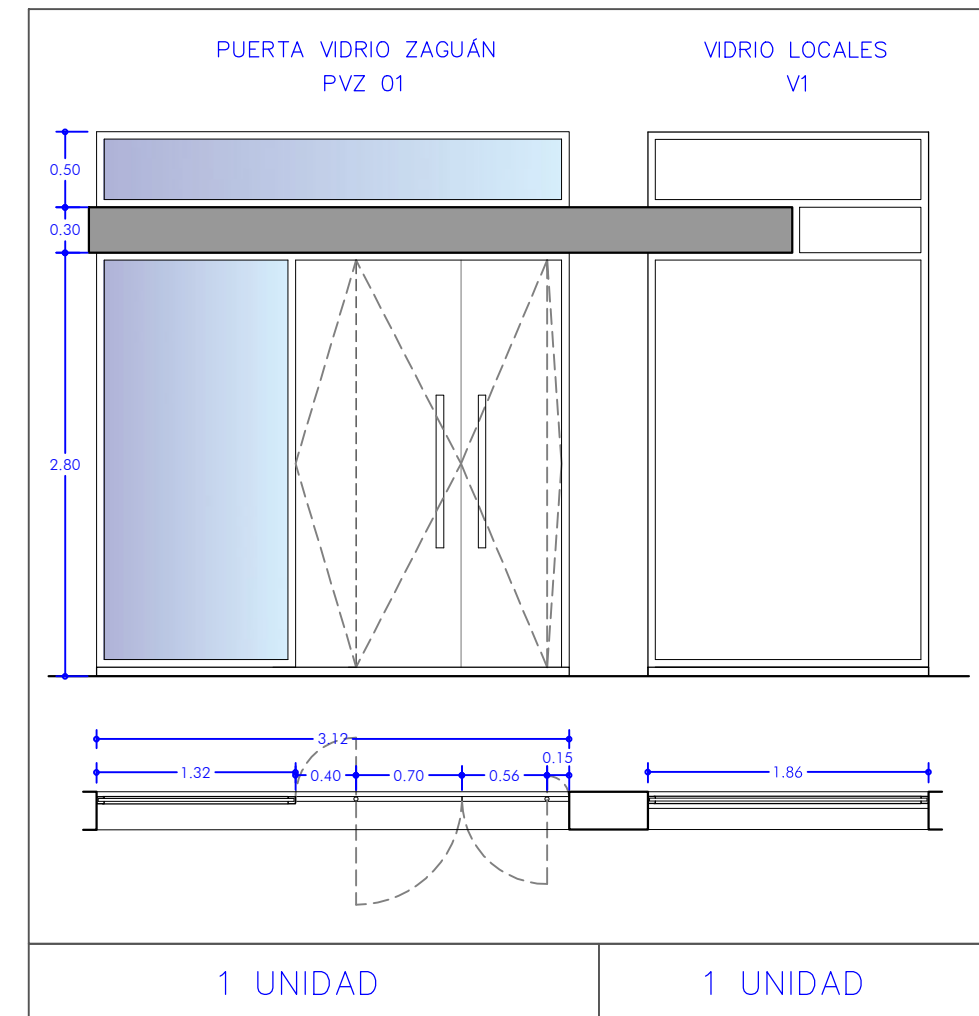 PUERTA VIDRIO ZAGUÁN
PVZ 01
VIDRIO LOCALES
V1
0.50
0.30
2.80
3.12
0.15
1.32
0.40
0.70
0.56
1.86
1 UNIDAD
1 UNIDAD